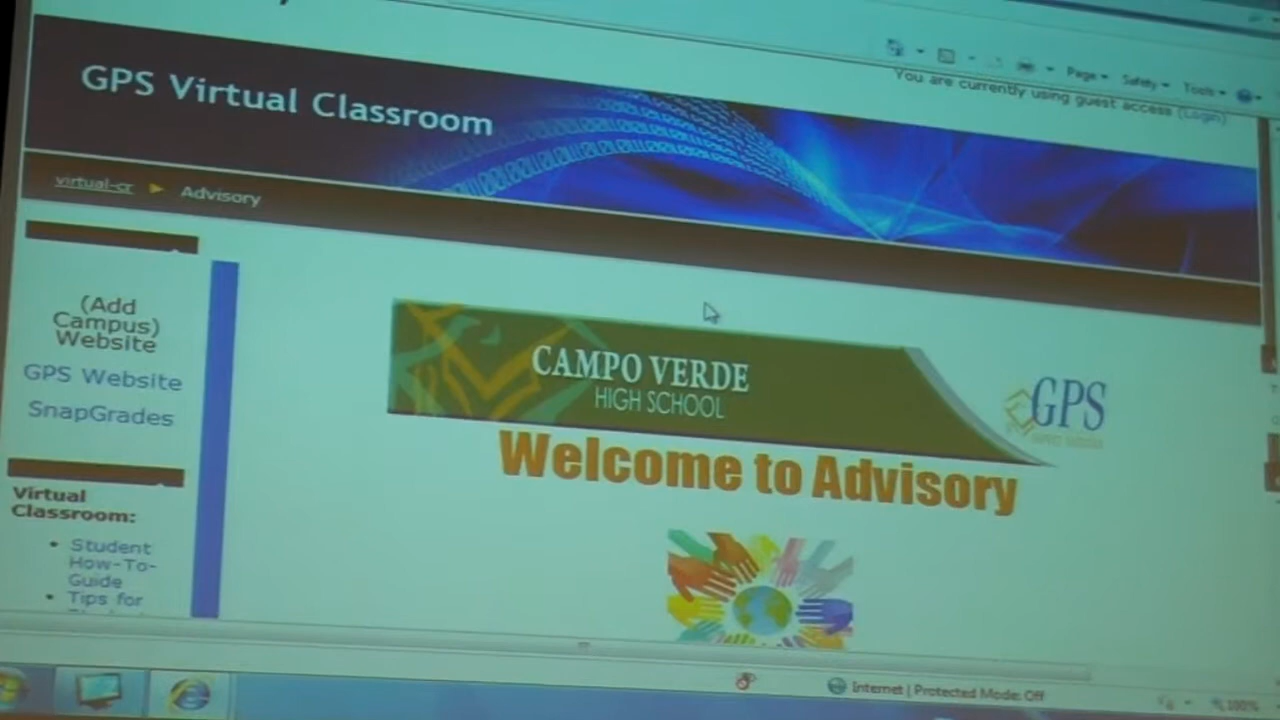 Page
Safety
Tools
You are currently using guest access (Login)
GPS Virtual Classroom
virtual-cr ► Advisory
(Add
Campus)
Website
GPS Website
SnapGrades
CAMPO VERDE
HIGH SCHOOL
GPS
Welcome to Advisory
Virtual
Classroom:
• Student
How-To-
Guide
• Tips for
Internet | Protected Mode: Off
100%